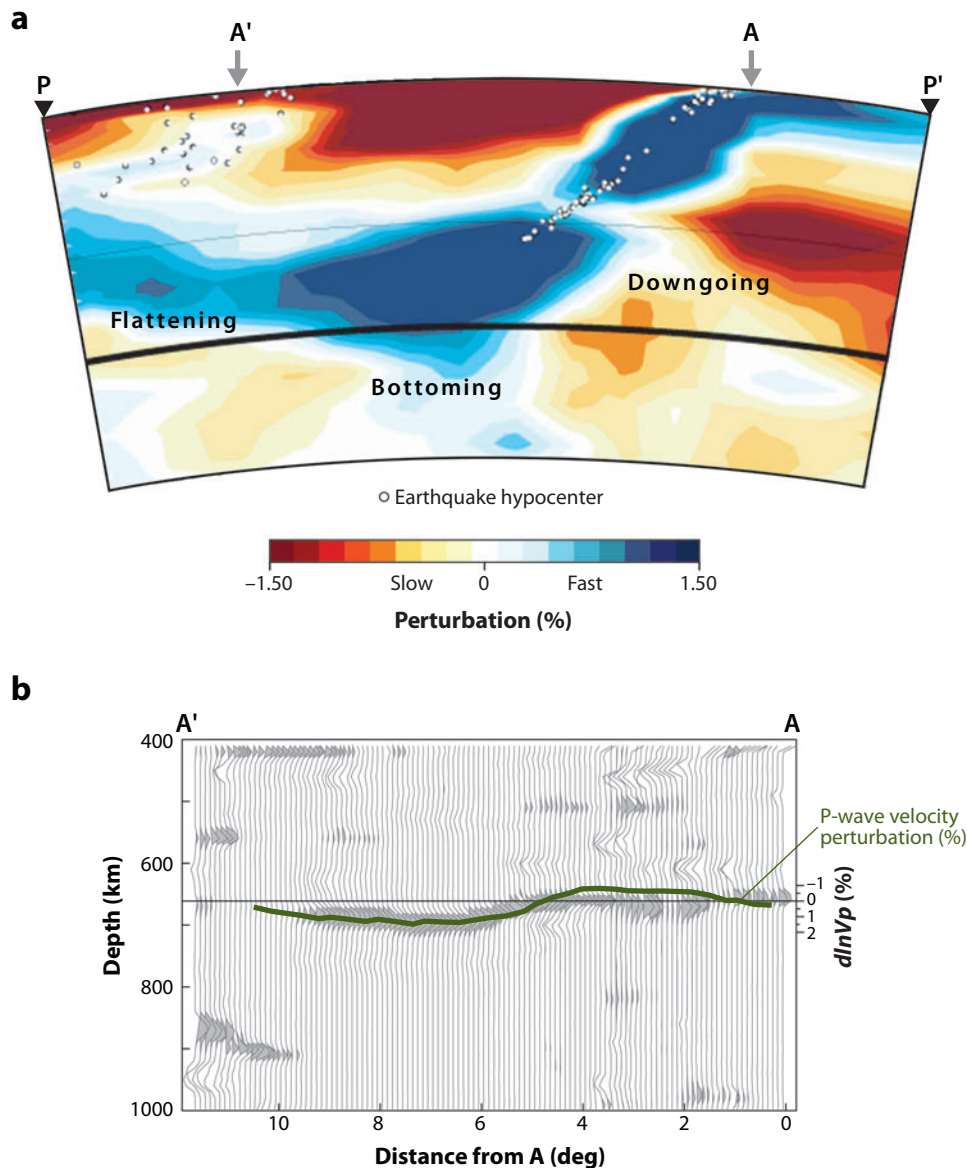 a
A'
A
P
P'
Downgoing
Flattening
Bottoming
Earthquake hypocenter
−1.50
Slow
0
Fast
1.50
Perturbation (%)
b
A'
A
400
600
800
1000
Depth (km)
P-wave velocity
perturbation (%)
−1
0
1
2
dlnVp (%)
10
8
6
4
2
0
Distance from A (deg)